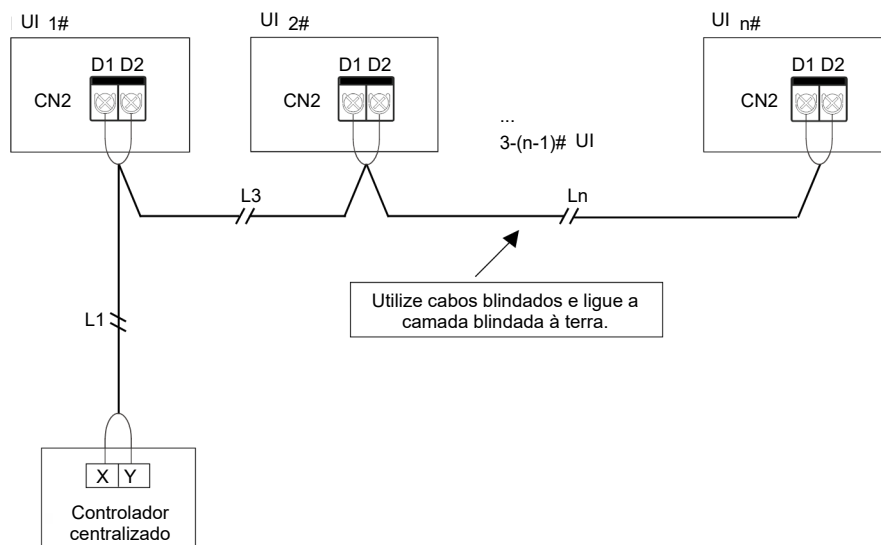 UI 1#
UI 2#
UI n#
D1 D2
D1 D2
D1 D2
CN2
CN2
CN2
...
3-(n-1)# UI
L3
Ln
Utilize cabos blindados e ligue a
camada blindada à terra.
L1
X Y
Controlador
centralizado